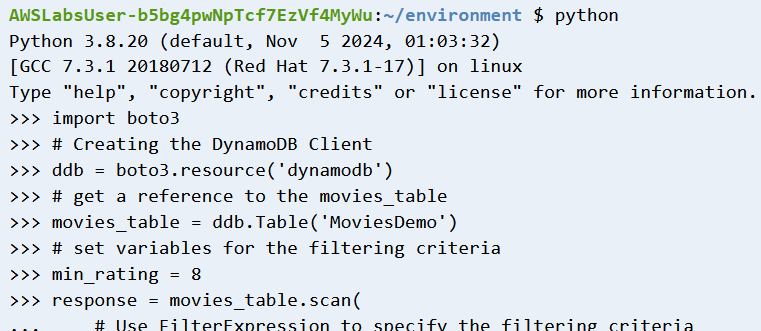 AWSLabsUser-b5bg4pwNpTcf7EzVf4MyWu:~/environment $ python
Python 3.8.20 (default, Nov  5 2024, 01:03:32)
[GCC 7.3.1 20180712 (Red Hat 7.3.1-17)] on linux
Type "help", "copyright", "credits" or "license" for more information.
>>> import boto3
>>> # Creating the DynamoDB Client
>>> ddb = boto3.resource('dynamodb')
>>> # get a reference to the movies_table
>>> movies_table = ddb.Table('MoviesDemo')
>>> # set variables for the filtering criteria
>>> min_rating = 8
>>> response = movies_table.scan(
...     # Use FilterExpression to specify the filtering criteria